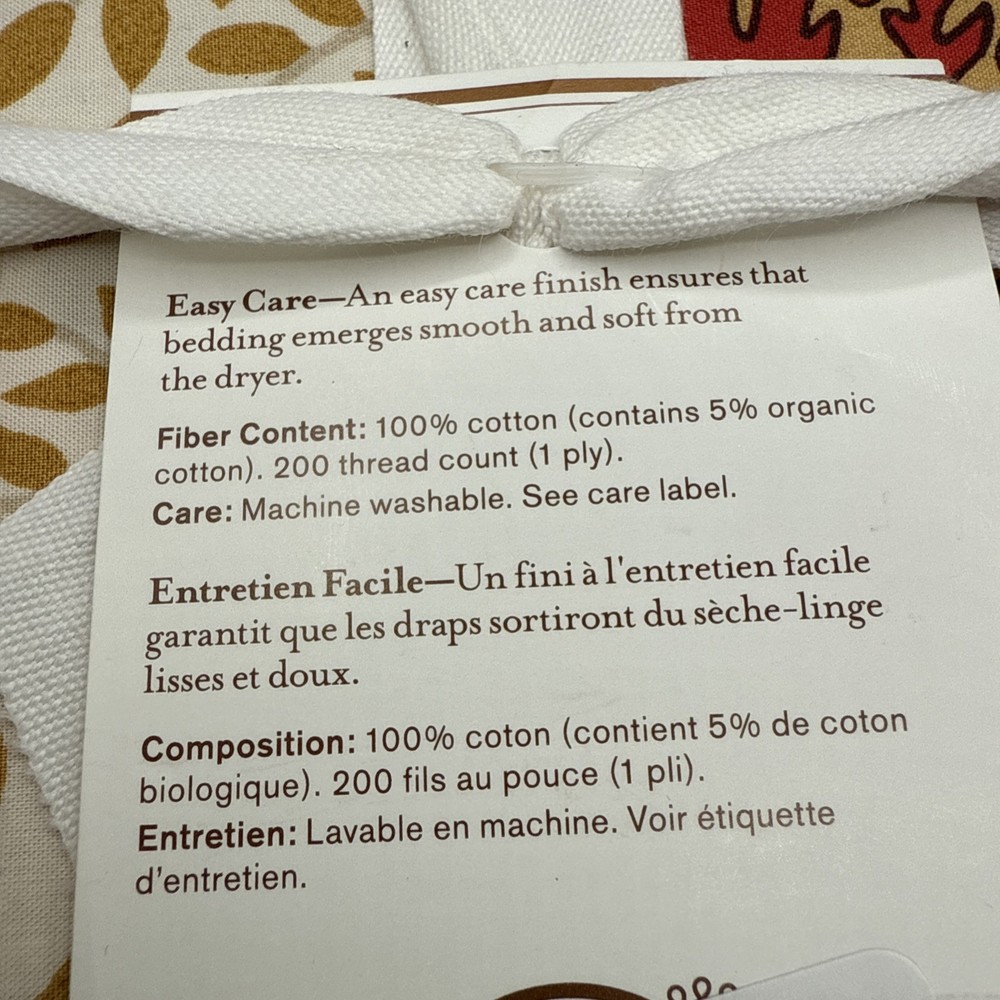 Easy Care—An easy care finish ensures that
bedding emerges smooth and soft from
the dryer.
Fiber Content: 100% cotton (contains 5% organic
cotton). 200 thread count (1 ply).
Care: Machine washable. See care label.
Entretien Facile—Un fini à l'entretien facile
garantit que les draps sortiront du sèche-linge
lisses et doux.
Composition: 100% coton (contient 5% de coton
biologique). 200 fils au pouce (1 pli).
Entretien: Lavable en machine. Voir étiquette
d'entretien.